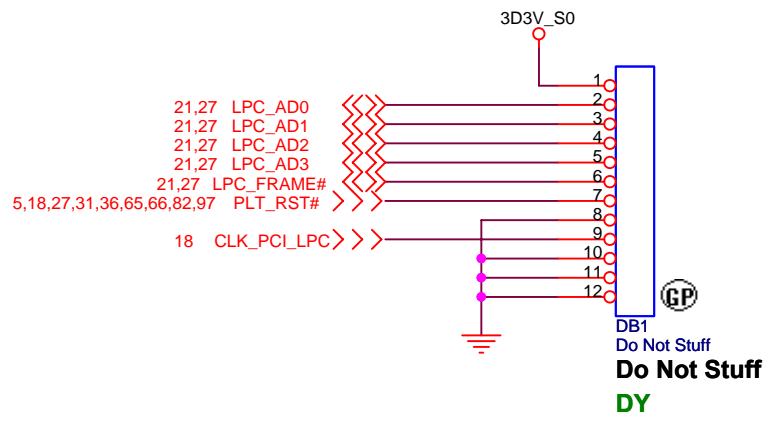 3D3V_S0
1
21,27 LPC_AD0 2
21,27 LPC_AD1 3
21,27 LPC_AD2 4
21,27 LPC_AD3 5
21,27 LPC_FRAME# 6
5,18,27,31,36,65,66,82,97 PLT_RST# 7
8
18 CLK_PCI_LPC 9
10
11
12
GP
DB1
Do Not Stuff
Do Not Stuff
DY